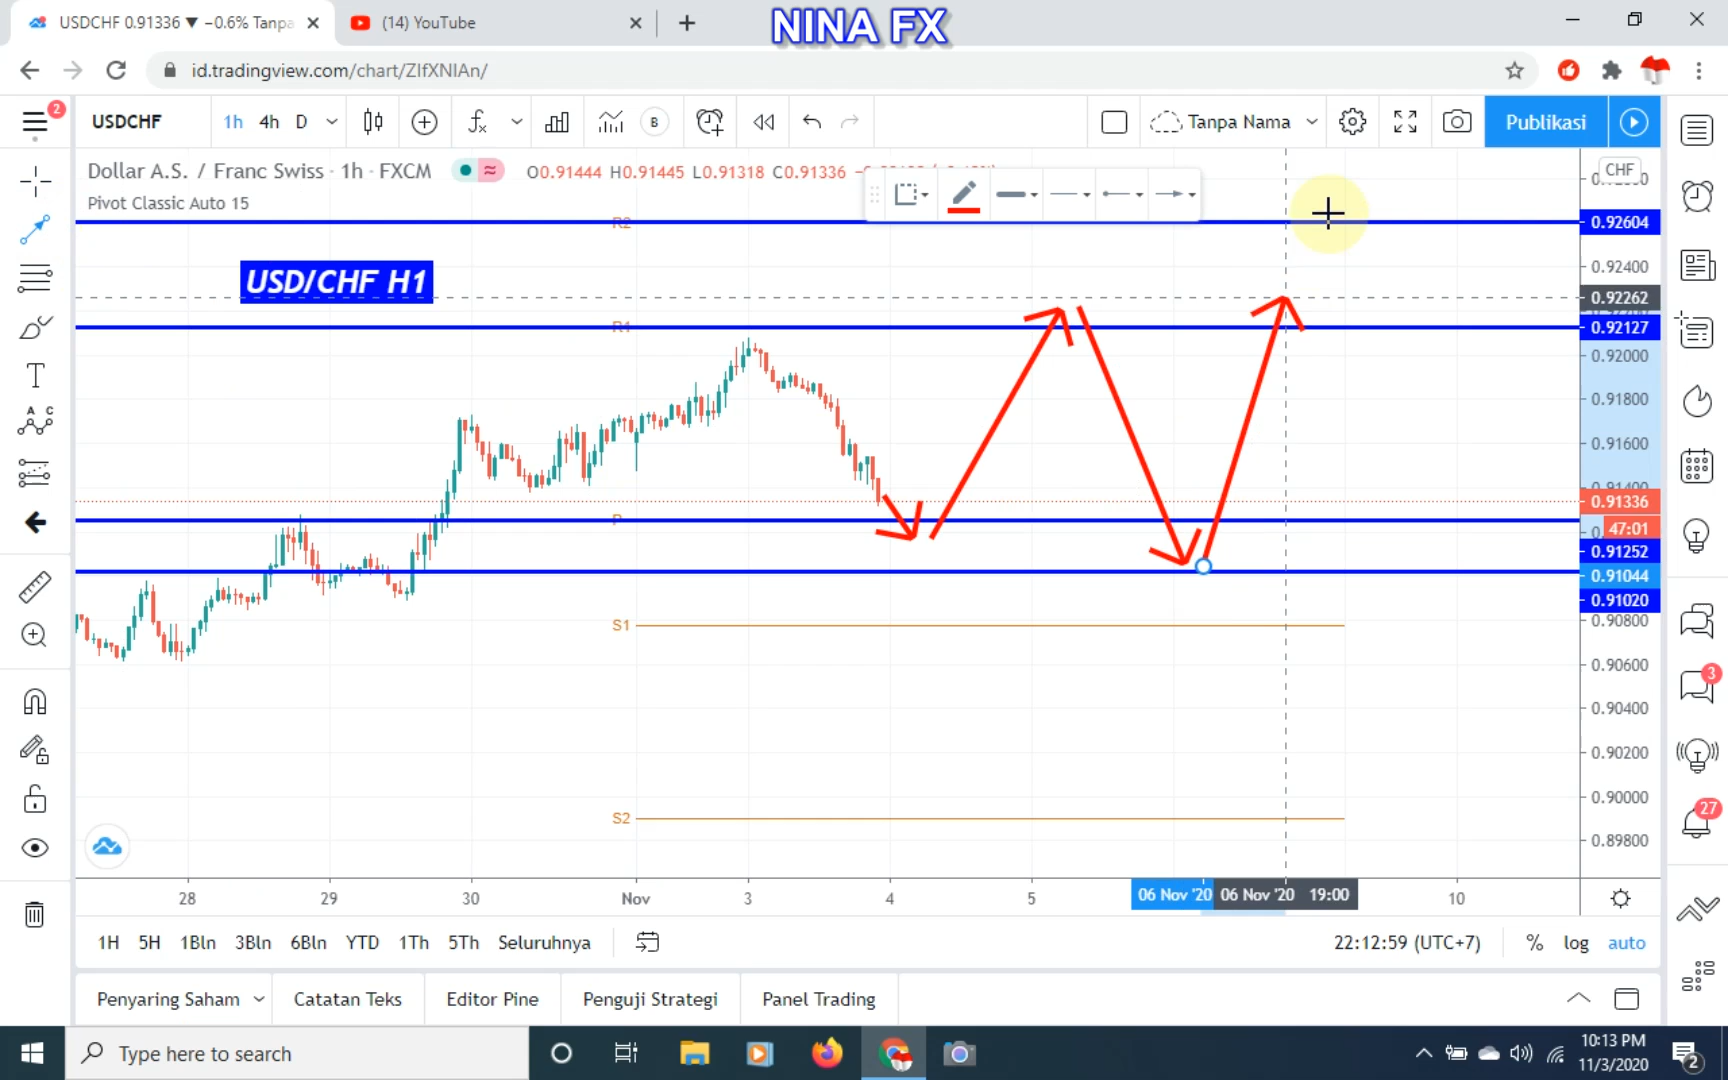 USDCHF 0.91336 ▼ −0.6% Tanpa
(14) YouTube
NINA FX
id.tradingview.com/chart/ZIfXNIAn/
2
USDCHF
1h
4h
D
B
Tanpa Nama
Publikasi
Dollar A.S. / Franc Swiss · 1h · FXCM
O0.91444 H0.91445 L0.91318 C0.91336
Pivot Classic Auto 15
CHF
R2
0.92604
USD/CHF H1
0.92400
0.92262
R1
0.92127
0.92000
0.91800
0.91600
0.91400
0.91336
P
47:01
0.91252
0.91044
0.91020
S1
0.90800
0.90600
0.90400
0.90200
0.90000
S2
0.89800
3
27
28
29
30
Nov
3
4
5
06 Nov '20
06 Nov '20 19:00
10
1H
5H
1Bln
3Bln
6Bln
YTD
1Th
5Th
Seluruhnya
22:12:59 (UTC+7)
%
log
auto
Penyaring Saham
Catatan Teks
Editor Pine
Penguji Strategi
Panel Trading
Type here to search
10:13 PM
11/3/2020
2